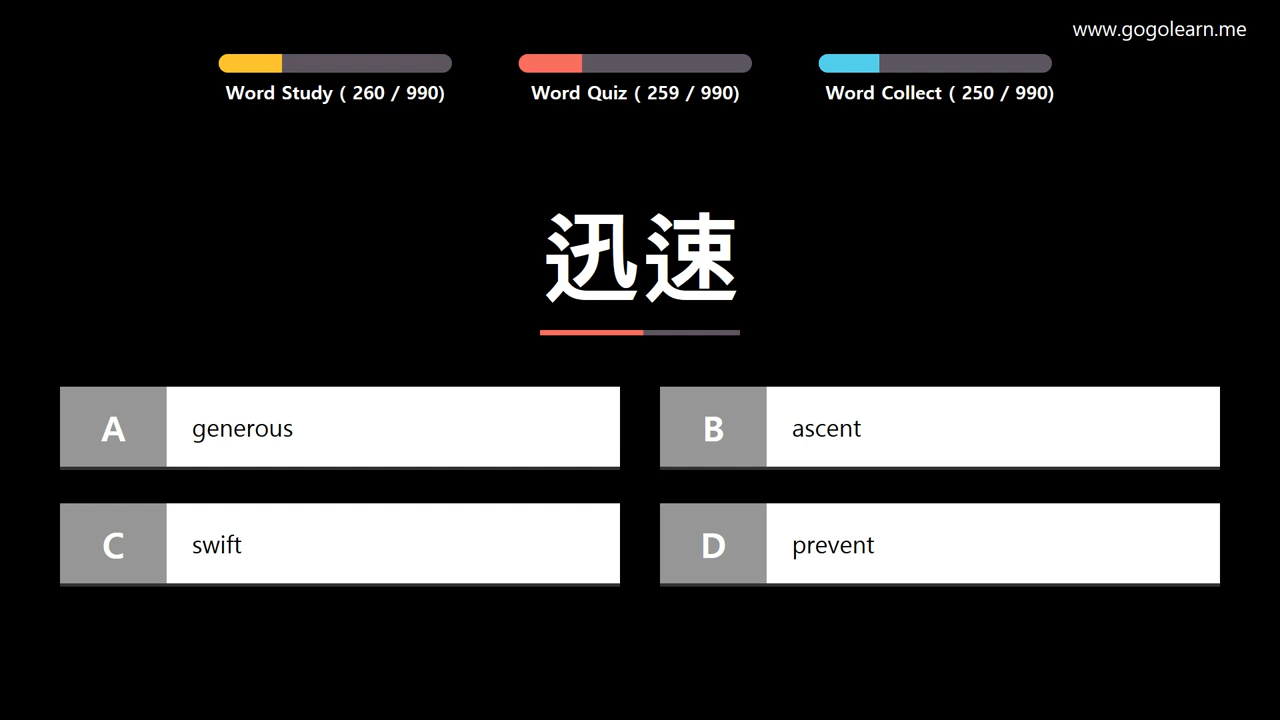 www.gogolearn.me
Word Study ( 260 / 990)
Word Quiz ( 259 / 990)
Word Collect ( 250 / 990)
迅速
A generous
B ascent
C swift
D prevent